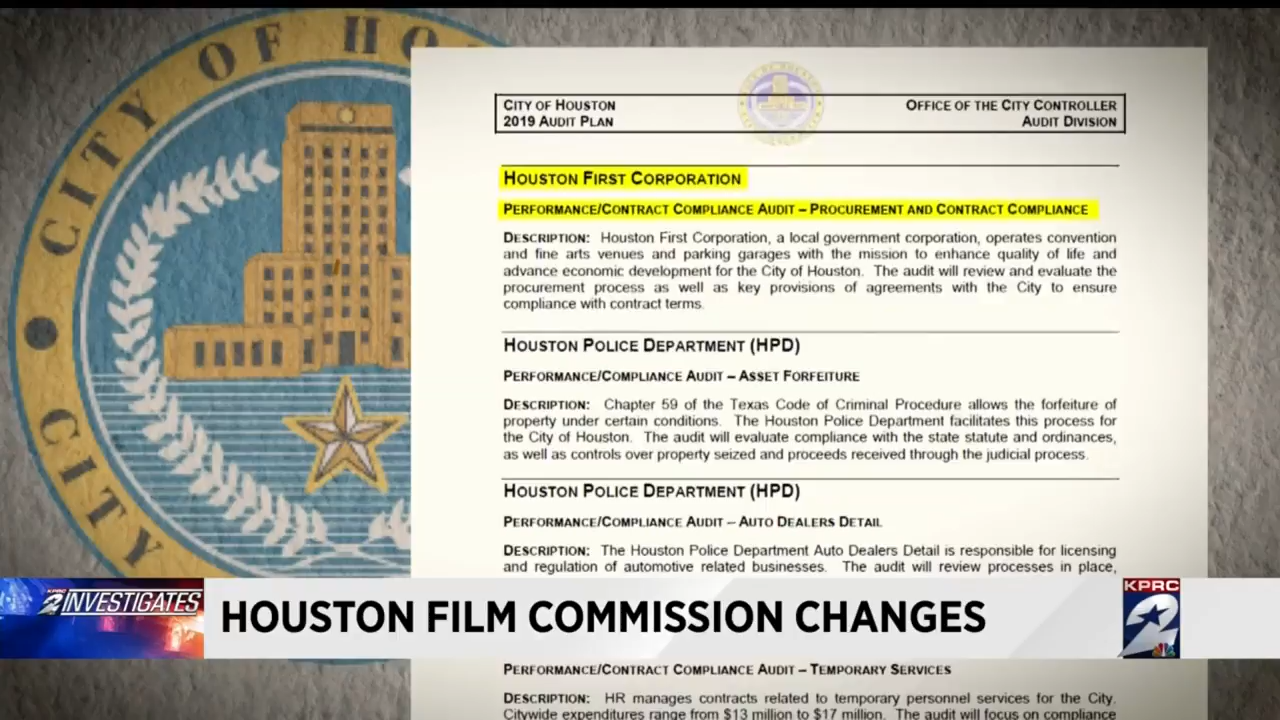 CITY OF HO
CITY
CITY OF HOUSTON
2019 AUDIT PLAN
OFFICE OF THE CITY CONTROLLER
AUDIT DIVISION
HOUSTON FIRST CORPORATION
PERFORMANCE/CONTRACT COMPLIANCE AUDIT – PROCUREMENT AND CONTRACT COMPLIANCE
DESCRIPTION: Houston First Corporation, a local government corporation, operates convention
and fine arts venues and parking garages with the mission to enhance quality of life and
advance economic development for the City of Houston. The audit will review and evaluate the
procurement process as well as key provisions of agreements with the City to ensure
compliance with contract terms.
HOUSTON POLICE DEPARTMENT (HPD)
PERFORMANCE/COMPLIANCE AUDIT – ASSET FORFEITURE
DESCRIPTION: Chapter 59 of the Texas Code of Criminal Procedure allows the forfeiture of
property under certain conditions. The Houston Police Department facilitates this process for
the City of Houston. The audit will evaluate compliance with the state statute and ordinances,
as well as controls over property seized and proceeds received through the judicial process.
HOUSTON POLICE DEPARTMENT (HPD)
PERFORMANCE/COMPLIANCE AUDIT – AUTO DEALERS DETAIL
DESCRIPTION: The Houston Police Department Auto Dealers Detail is responsible for licensing
and regulation of automotive related businesses. The audit will review processes in place,
KPRC
2 INVESTIGATES
HOUSTON FILM COMMISSION CHANGES
KPRC
2
PERFORMANCE/CONTRACT COMPLIANCE AUDIT – TEMPORARY SERVICES
DESCRIPTION: HR manages contracts related to temporary personnel services for the City.
Citywide expenditures range from $13 million to $17 million. The audit will focus on compliance